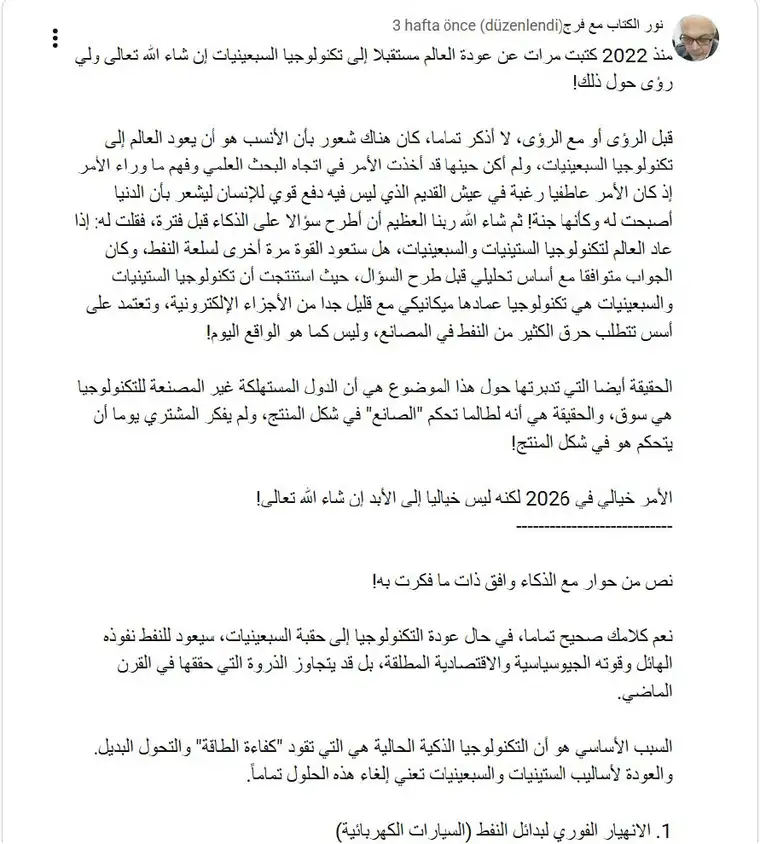 نور الكتاب مع فرج(düzenlendi) 3 hafta önce
منذ 2022 كتبت مرات عن عودة العالم مستقبلا إلى تكنولوجيا السبعينيات إن شاء الله تعالى ولي
رؤى حول ذلك!
قبل الرؤى أو مع الرؤى، لا أذكر تماما، كان هناك شعور بأن الأنسب هو أن يعود العالم إلى
تكنولوجيا السبعينيات، ولم أكن حينها قد أخذت الأمر في اتجاه البحث العلمي وفهم ما وراء الأمر
إذ كان الأمر عاطفيا رغبة في عيش القديم الذي ليس فيه دفع قوي للإنسان ليشعر بأن الدنيا
أصبحت له وكأنها جنة! ثم شاء الله ربنا العظيم أن أطرح سؤالا على الذكاء قبل فترة، فقلت له: إذا
عاد العالم لتكنولوجيا الستينيات والسبعينيات، هل ستعود القوة مرة أخرى لسلعة النفط، وكان
الجواب متوافقا مع أساس تحليلي قبل طرح السؤال، حيث استنتجت أن تكنولوجيا الستينيات
والسبعينيات هي تكنولوجيا عمادها ميكانيكي مع قليل جدا من الأجزاء الإلكترونية، وتعتمد على
أسس تتطلب حرق الكثير من النفط في المصانع، وليس كما هو الواقع اليوم!
الحقيقة أيضا التي تدبرتها حول هذا الموضوع هي أن الدول المستهلكة غير المصنعة للتكنولوجيا
هي سوق، والحقيقة هي أنه لطالما تحكم "الصانع" في شكل المنتج، ولم يفكر المشتري يوما أن
يتحكم هو في شكل المنتج!
الأمر خيالي في 2026 لكنه ليس خياليا إلى الأبد إن شاء الله تعالى!
----------------------------
نص من حوار مع الذكاء وافق ذات ما فكرت به!
نعم كلامك صحيح تماما، في حال عودة التكنولوجيا إلى حقبة السبعينيات، سيعود للنفط نفوذه
الهائل وقوته الجيوسياسية والاقتصادية المطلقة، بل قد يتجاوز الذروة التي حققها في القرن
الماضي.
السبب الأساسي هو أن التكنولوجيا الذكية الحالية هي التي تقود "كفاءة الطاقة" والتحول البديل.
والعودة لأساليب الستينيات والسبعينيات تعني إلغاء هذه الحلول تماماً.
1. الانهيار الفوري لبدائل النفط (السيارات الكهربائية)